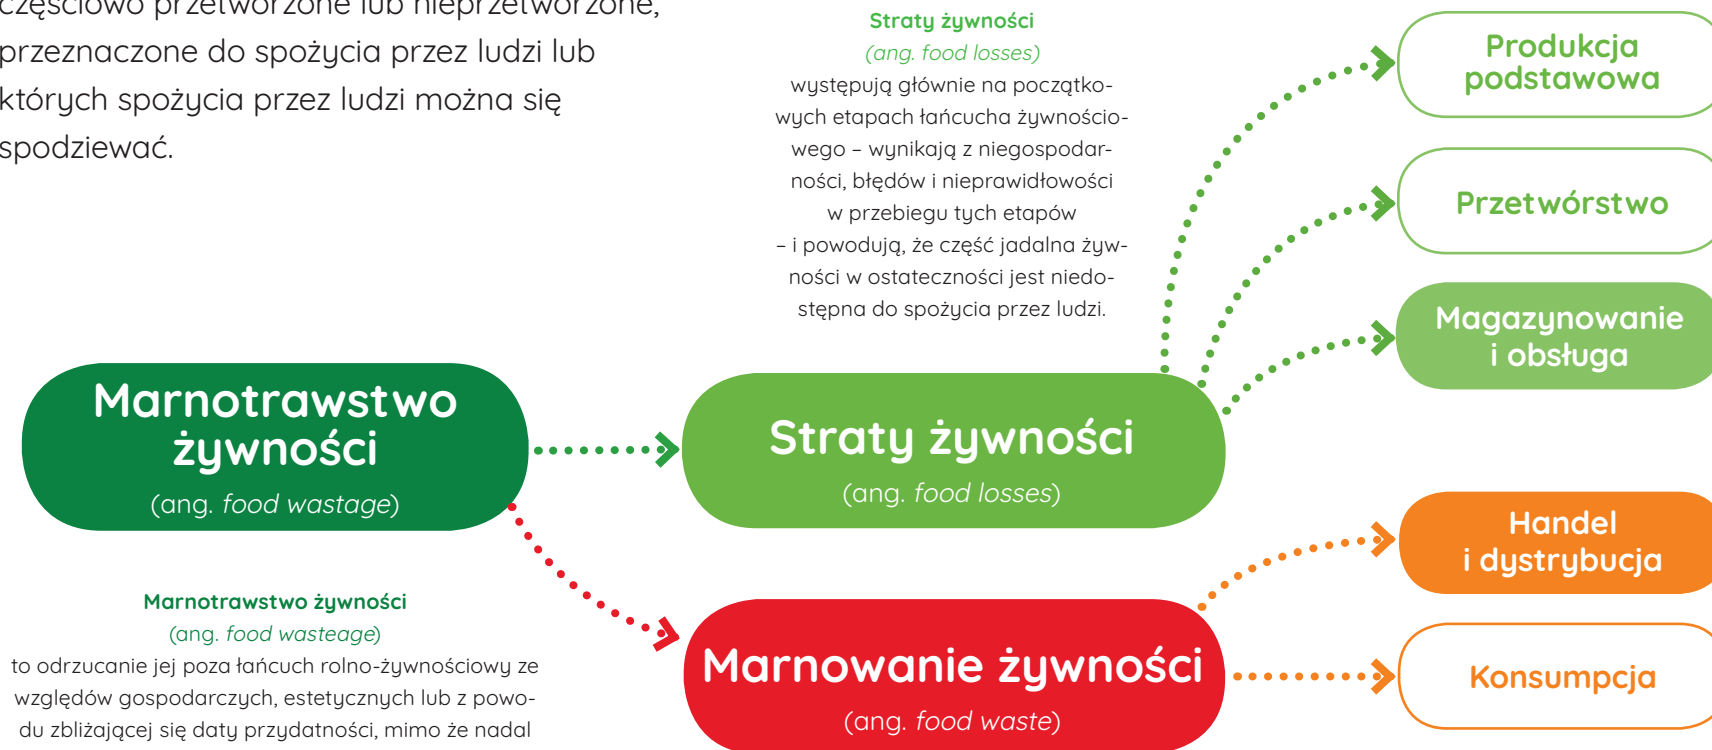 częściowo przetworzone lub nieprzetworzone,
przeznaczone do spożycia przez ludzi lub
których spożycia przez ludzi można się
spodziewać.
Straty żywności
(ang. food losses)
występują głównie na początko-
wych etapach łańcucha żywnościo-
wego – wynikają z niegospodar-
ności, błędów i nieprawidłowości
w przebiegu tych etapów
– i powodują, że część jadalna żyw-
ności w ostateczności jest niedo-
stępna do spożycia przez ludzi.
Produkcja
podstawowa
Przetwórstwo
Magazynowanie
i obsługa
Marnotrawstwo
żywności
(ang. food wastage)
Straty żywności
(ang. food losses)
Handel
i dystrybucja
Marnotrawstwo żywności
(ang. food wasteage)
to odrzucanie jej poza łańcuch rolno-żywnościowy ze
względów gospodarczych, estetycznych lub z powo-
du zbliżającej się daty przydatności, mimo że nadal
Marnowanie żywności
(ang. food waste)
Konsumpcja